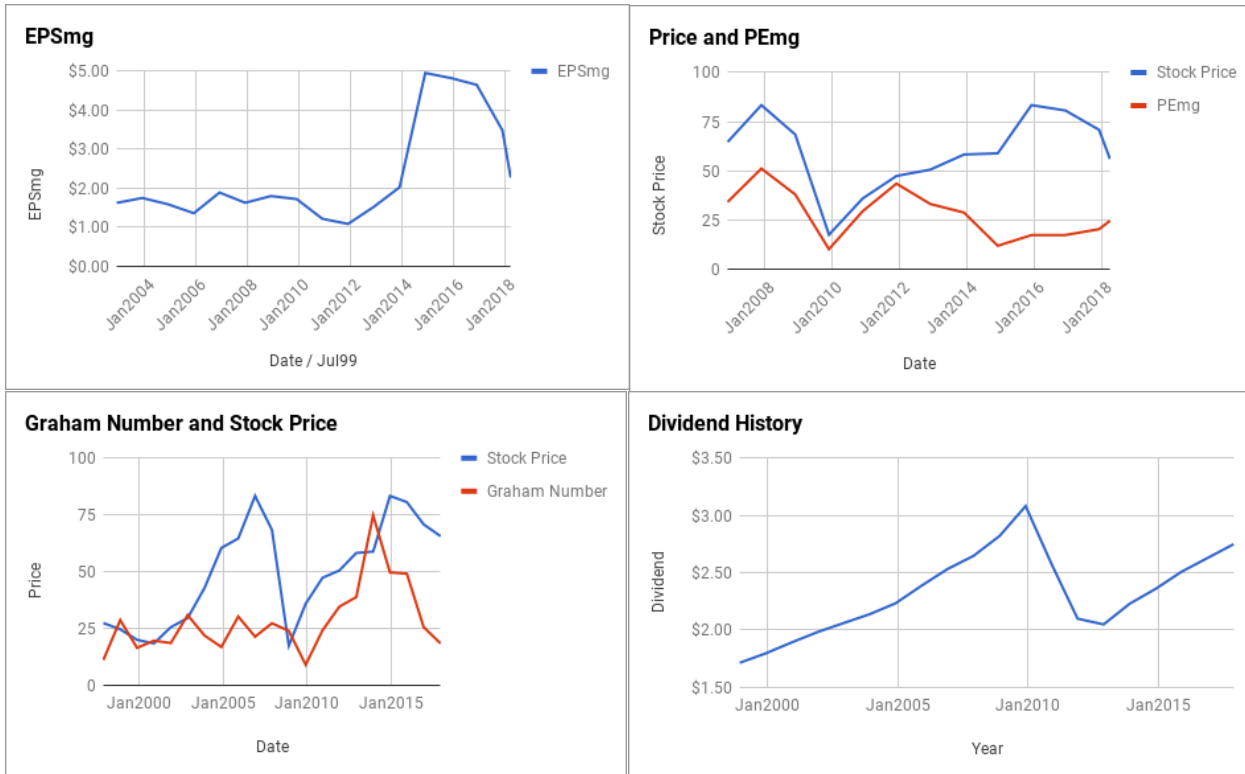 EPSmg
$5.00
$4.00
$3.00
$2.00
$1.00
$0.00
EPSmg
EPSmg
Jan2004
Jan2006
Jan2008
Jan2010
Jan2012
Jan2014
Jan2016
Jan2018
Date / Jul99
Price and PEmg
100
75
50
25
0
Stock Price
Stock Price
PEmg
Jan2008
Jan2010
Jan2012
Jan2014
Jan2016
Jan2018
Date
Graham Number and Stock Price
100
75
50
25
0
Price
Stock Price
Graham Number
Jan2000
Jan2005
Jan2010
Jan2015
Date
Dividend History
$3.50
$3.00
$2.50
$2.00
$1.50
Dividend
Jan2000
Jan2005
Jan2010
Jan2015
Year